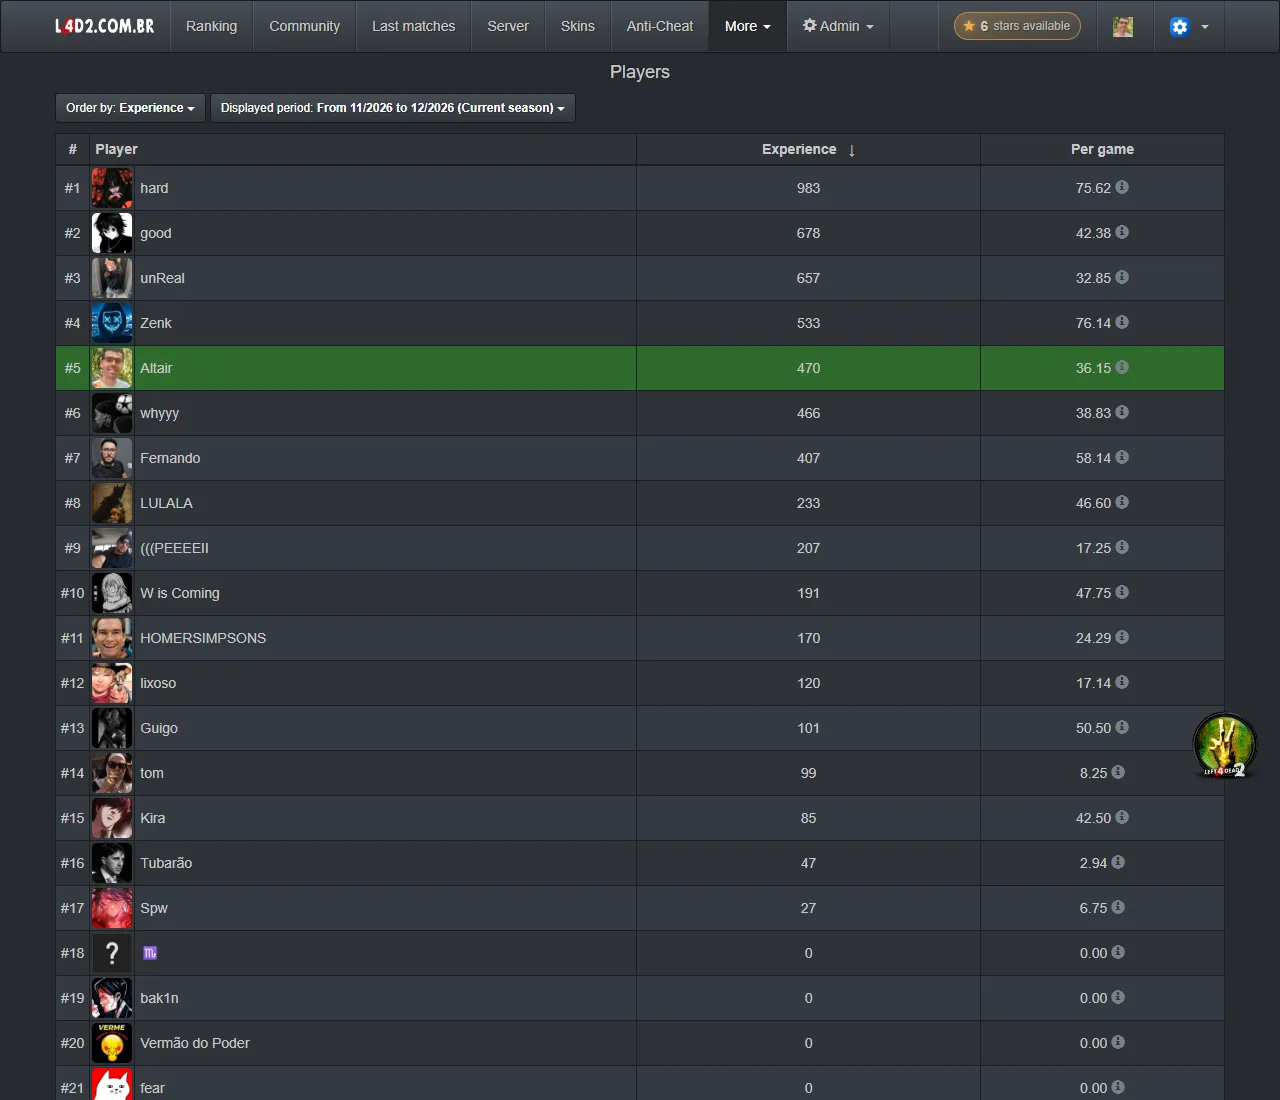 L4D2.COM.BR Ranking Community Last matches Server Skins Anti-Cheat More Admin 6 stars available
Players
Order by: Experience Displayed period: From 11/2026 to 12/2026 (Current season)
# Player Experience ↓ Per game
#1 hard 983 75.62
#2 good 678 42.38
#3 unReal 657 32.85
#4 Zenk 533 76.14
#5 Altair 470 36.15
#6 whyyy 466 38.83
#7 Fernando 407 58.14
#8 LULALA 233 46.60
#9 (((PEEEEII 207 17.25
#10 W is Coming 191 47.75
#11 HOMERSIMPSONS 170 24.29
#12 lixoso 120 17.14
#13 Guigo 101 50.50
LEFT 4 DEAD 2
#14 tom 99 8.25
#15 Kira 85 42.50
#16 Tubarão 47 2.94
#17 Spw 27 6.75
#18 ? ♏ 0 0.00
#19 bak1n 0 0.00
#20 VERME Vermão do Poder 0 0.00
#21 fear 0 0.00